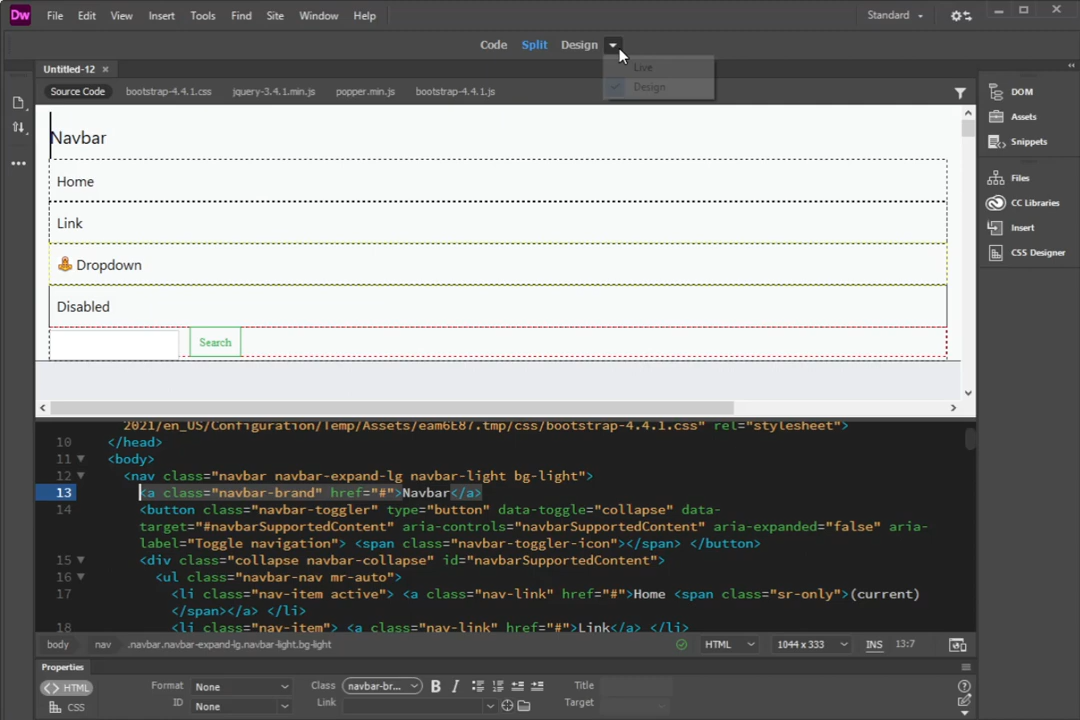 Dw File Edit View Insert Tools Find Site Window Help Standard
Code Split Design
Live
Design
Untitled-12 ×
Source Code bootstrap-4.4.1.css jquery-3.4.1.min.js popper.min.js bootstrap-4.4.1.js
DOM
Assets
Snippets
Files
CC Libraries
Insert
CSS Designer
Navbar
Home
Link
Dropdown
Disabled
Search
2021/en_US/Configuration/Temp/Assets/eam6E87.tmp/css/bootstrap-4.4.1.css" rel="stylesheet">
10 </head>
11 <body>
12 <nav class="navbar navbar-expand-lg navbar-light bg-light">
13 <a class="navbar-brand" href="#">Navbar</a>
14 <button class="navbar-toggler" type="button" data-toggle="collapse" data-
target="#navbarSupportedContent" aria-controls="navbarSupportedContent" aria-expanded="false" aria-
label="Toggle navigation"> <span class="navbar-toggler-icon"></span> </button>
15 <div class="collapse navbar-collapse" id="navbarSupportedContent">
16 <ul class="navbar-nav mr-auto">
17 <li class="nav-item active"> <a class="nav-link" href="#">Home <span class="sr-only">(current)
</span></a> </li>
18 <li class="nav-item"> <a class="nav-link" href="#">Link</a> </li>
body nav .navbar.navbar-expand-lg.navbar-light.bg-light HTML 1044 x 333 INS 13:7
Properties
<> HTML Format None Class navbar-br... B I Title
CSS ID None Link Target